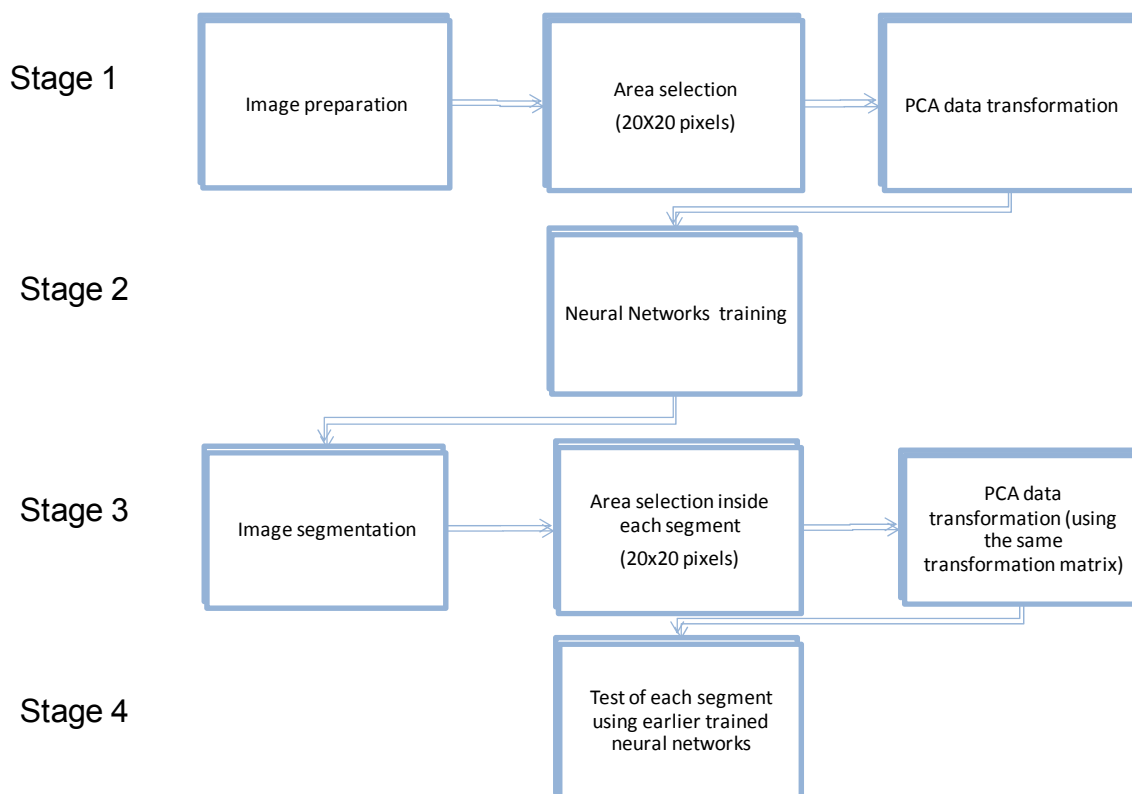 Stage 1
Image preparation
Area selection
(20X20 pixels)
PCA data transformation
Stage 2
Neural Networks training
Stage 3
Image segmentation
Area selection inside
each segment
(20x20 pixels)
PCA data
transformation (using
the same
transformation matrix)
Stage 4
Test of each segment
using earlier trained
neural networks